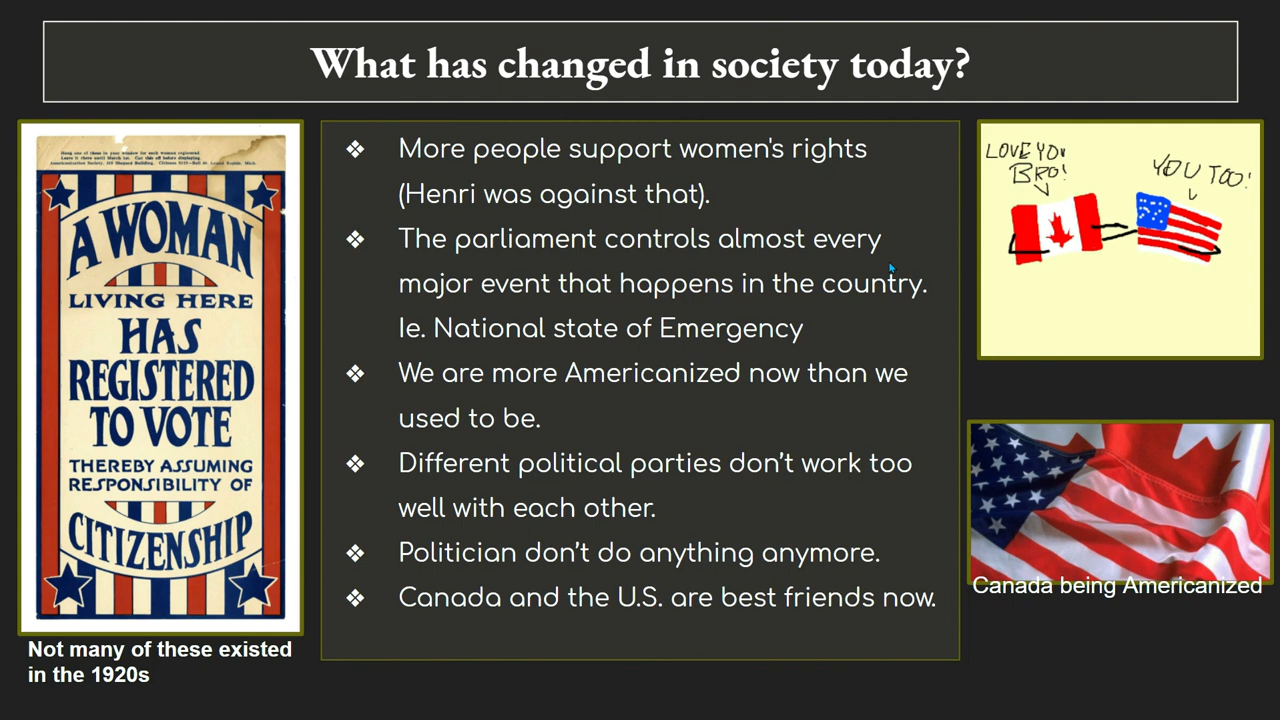 What has changed in society today?
A WOMAN
LIVING HERE
HAS
REGISTERED
TO VOTE
THEREBY ASSUMING
RESPONSIBILITY OF
CITIZENSHIP
Not many of these existed
in the 1920s
❖ More people support women's rights
(Henri was against that).
❖ The parliament controls almost every
major event that happens in the country.
Ie. National state of Emergency
❖ We are more Americanized now than we
used to be.
❖ Different political parties don't work too
well with each other.
❖ Politician don't do anything anymore.
❖ Canada and the U.S. are best friends now.
LOVE YOU
BRO!
YOU TOO!
Canada being Americanized